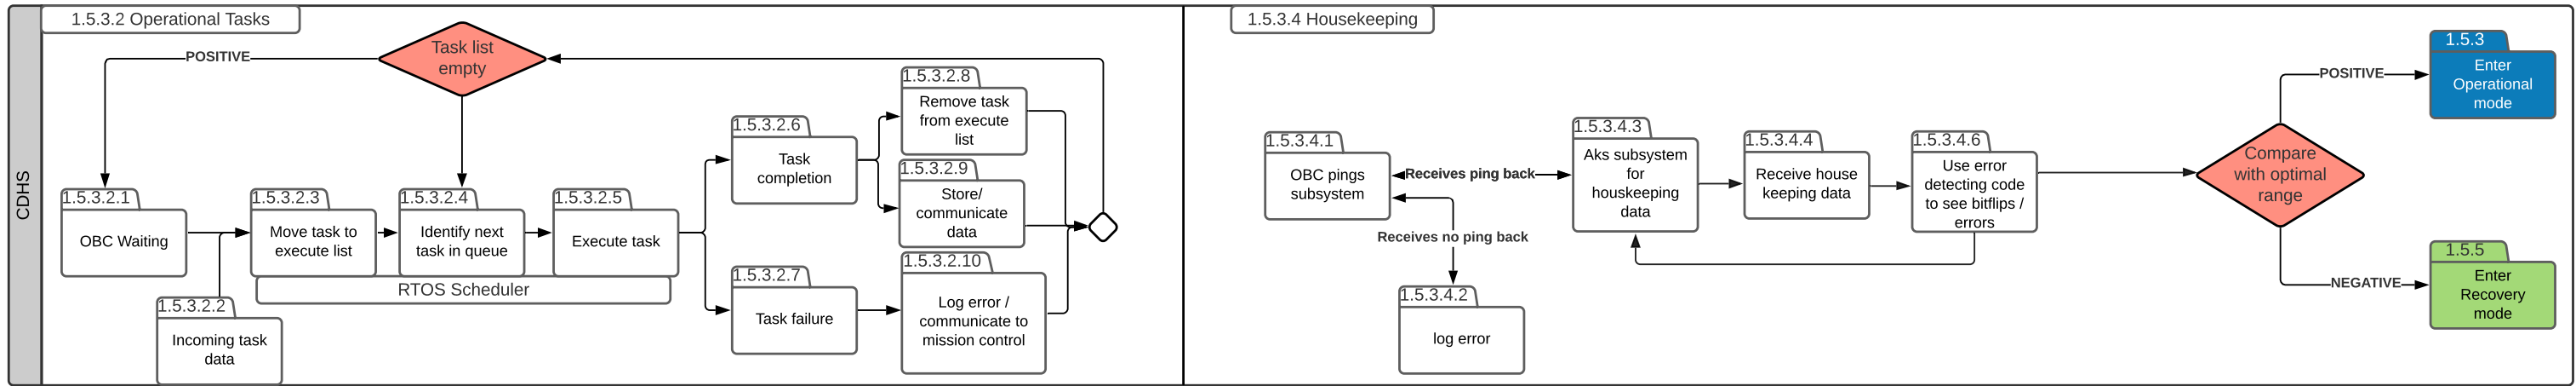 CDHS
1.5.3.2 Operational Tasks
Task list
empty
POSITIVE
1.5.3.2.1
OBC Waiting
1.5.3.2.2
Incoming task
data
1.5.3.2.3
Move task to
execute list
1.5.3.2.4
Identify next
task in queue
1.5.3.2.5
Execute task
RTOS Scheduler
1.5.3.2.6
Task
completion
1.5.3.2.7
Task failure
1.5.3.2.8
Remove task
from execute
list
1.5.3.2.9
Store/
communicate
data
1.5.3.2.10
Log error /
communicate to
mission control
1.5.3.4 Housekeeping
1.5.3.4.1
OBC pings
subsystem
Receives ping back
Receives no ping back
1.5.3.4.2
log error
1.5.3.4.3
Aks subsystem
for
houskeeping
data
1.5.3.4.4
Receive house
keeping data
1.5.3.4.6
Use error
detecting code
to see bitflips /
errors
Compare
with optimal
range
POSITIVE
1.5.3
Enter
Operational
mode
NEGATIVE
1.5.5
Enter
Recovery
mode